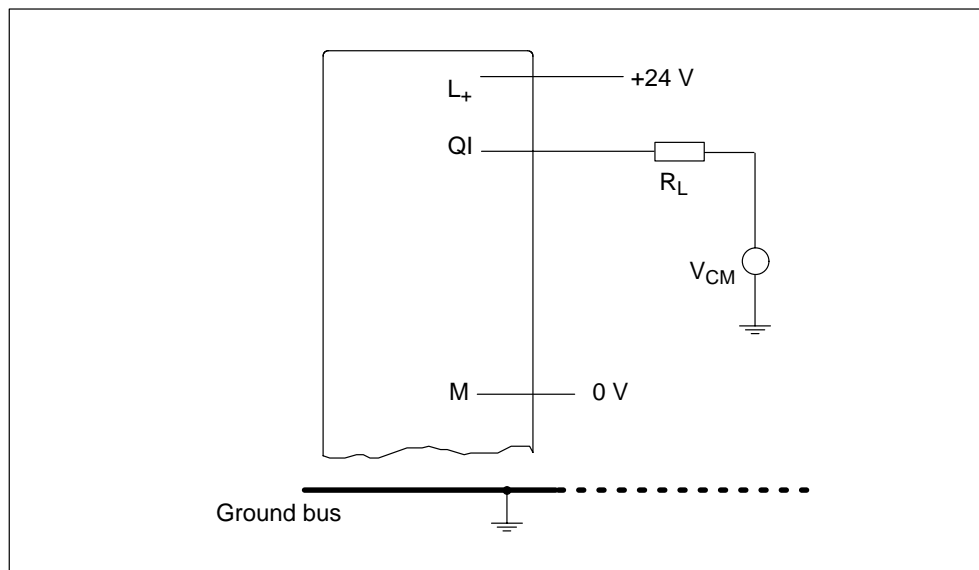 L+
+24 V
QI
RL
VCM
M
0 V
Ground bus